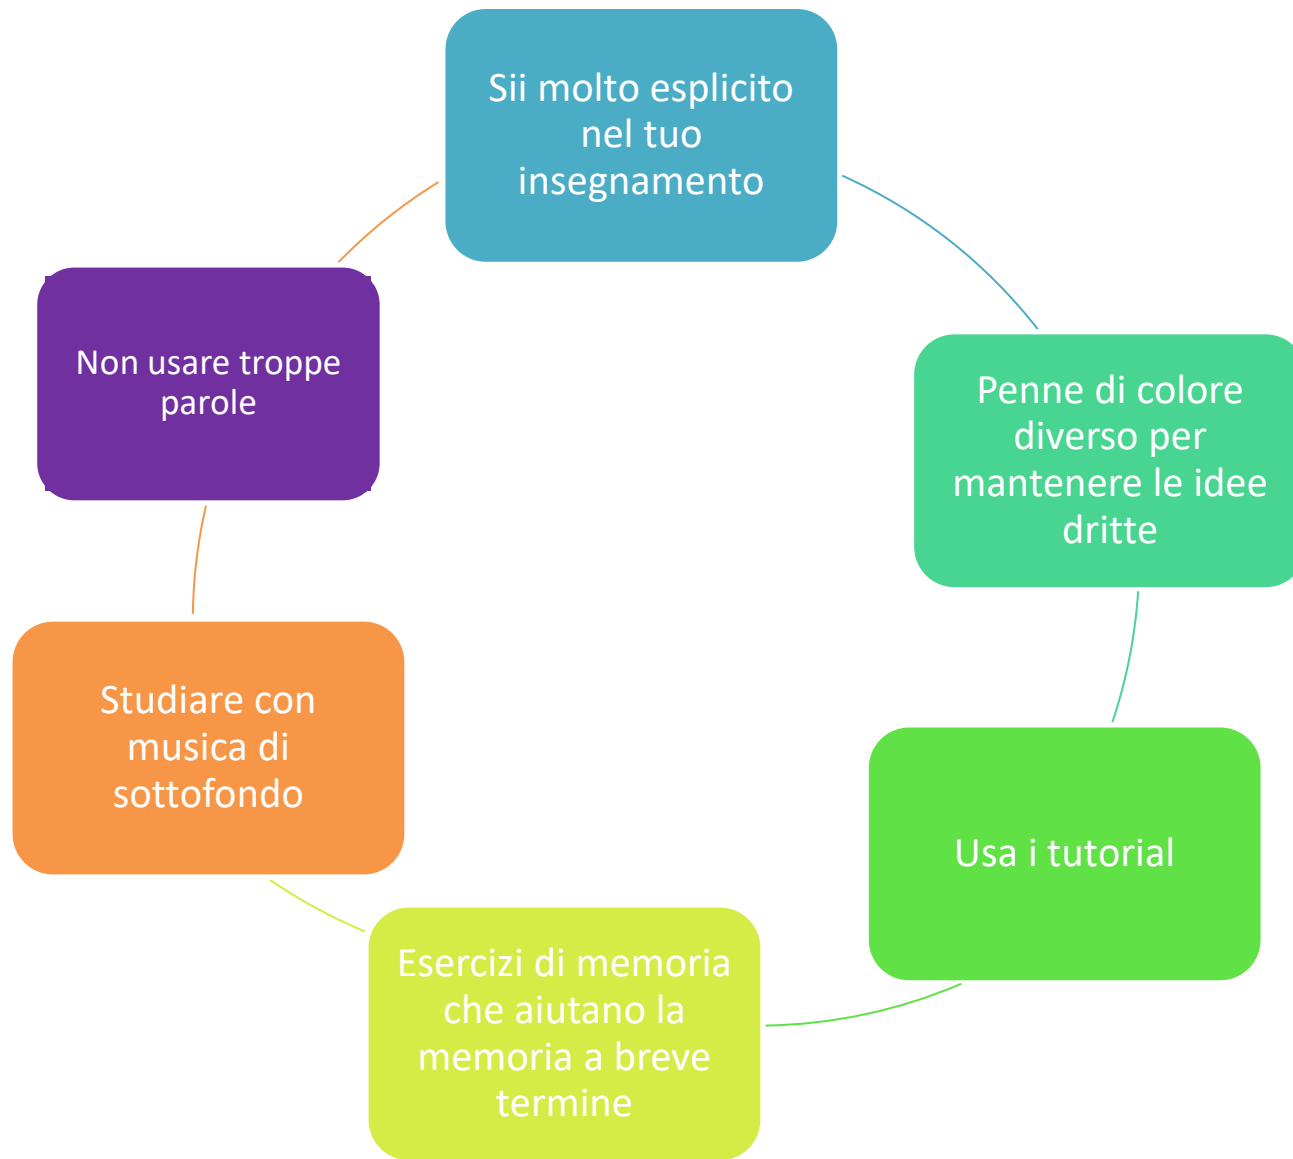 Sii molto esplicito
nel tuo
insegnamento
Penne di colore
diverso per
mantenere le idee
dritte
Usa i tutorial
Esercizi di memoria
che aiutano la
memoria a breve
termine
Studiare con
musica di
sottofondo
Non usare troppe
parole